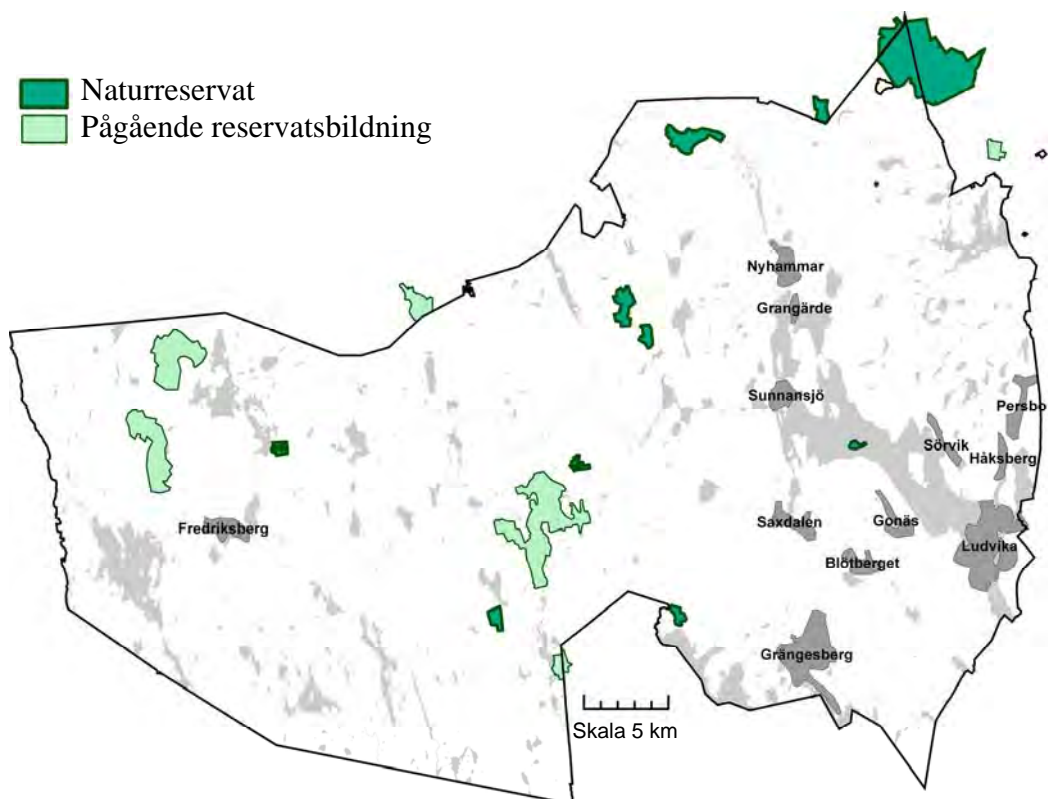 Naturreservat
Pågående reservatsbildning
Nyhammar
Grangärde
Sunnansjö
Persbo
Sörvik
Håksberg
Fredriksberg
Saxdalen
Gonäs
Ludvika
Blötberget
Grängesberg
Skala 5 km